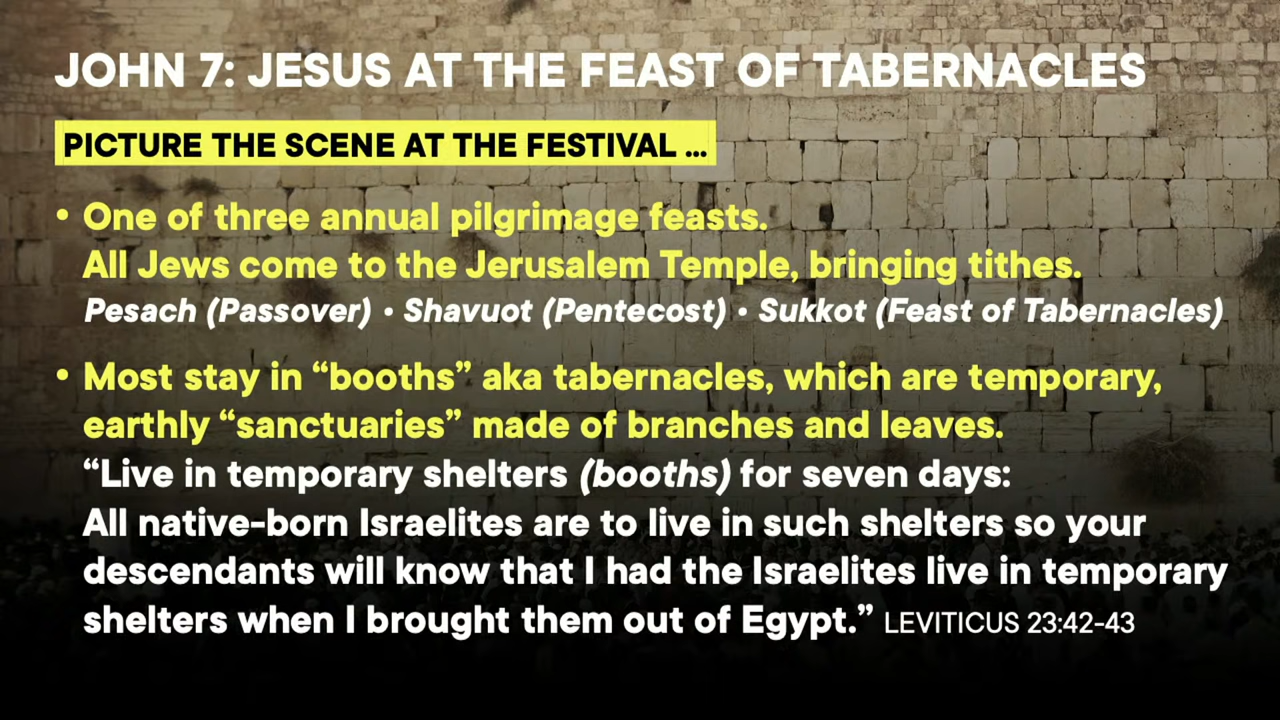 JOHN 7: JESUS AT THE FEAST OF TABERNACLES
PICTURE THE SCENE AT THE FESTIVAL ...
• One of three annual pilgrimage feasts.
All Jews come to the Jerusalem Temple, bringing tithes.
Pesach (Passover) • Shavuot (Pentecost) • Sukkot (Feast of Tabernacles)
• Most stay in “booths” aka tabernacles, which are temporary,
earthly “sanctuaries” made of branches and leaves.
“Live in temporary shelters (booths) for seven days:
All native-born Israelites are to live in such shelters so your
descendants will know that I had the Israelites live in temporary
shelters when I brought them out of Egypt.” LEVITICUS 23:42-43